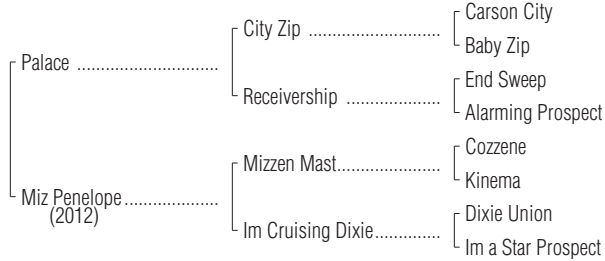 Carson City
City Zip ........................
Baby Zip
Palace ..........................
End Sweep
Receivership .................
Alarming Prospect
Cozzene
Mizzen Mast...................
Kinema
Miz Penelope.................
(2012)
Dixie Union
Im Cruising Dixie.............
Im a Star Prospect